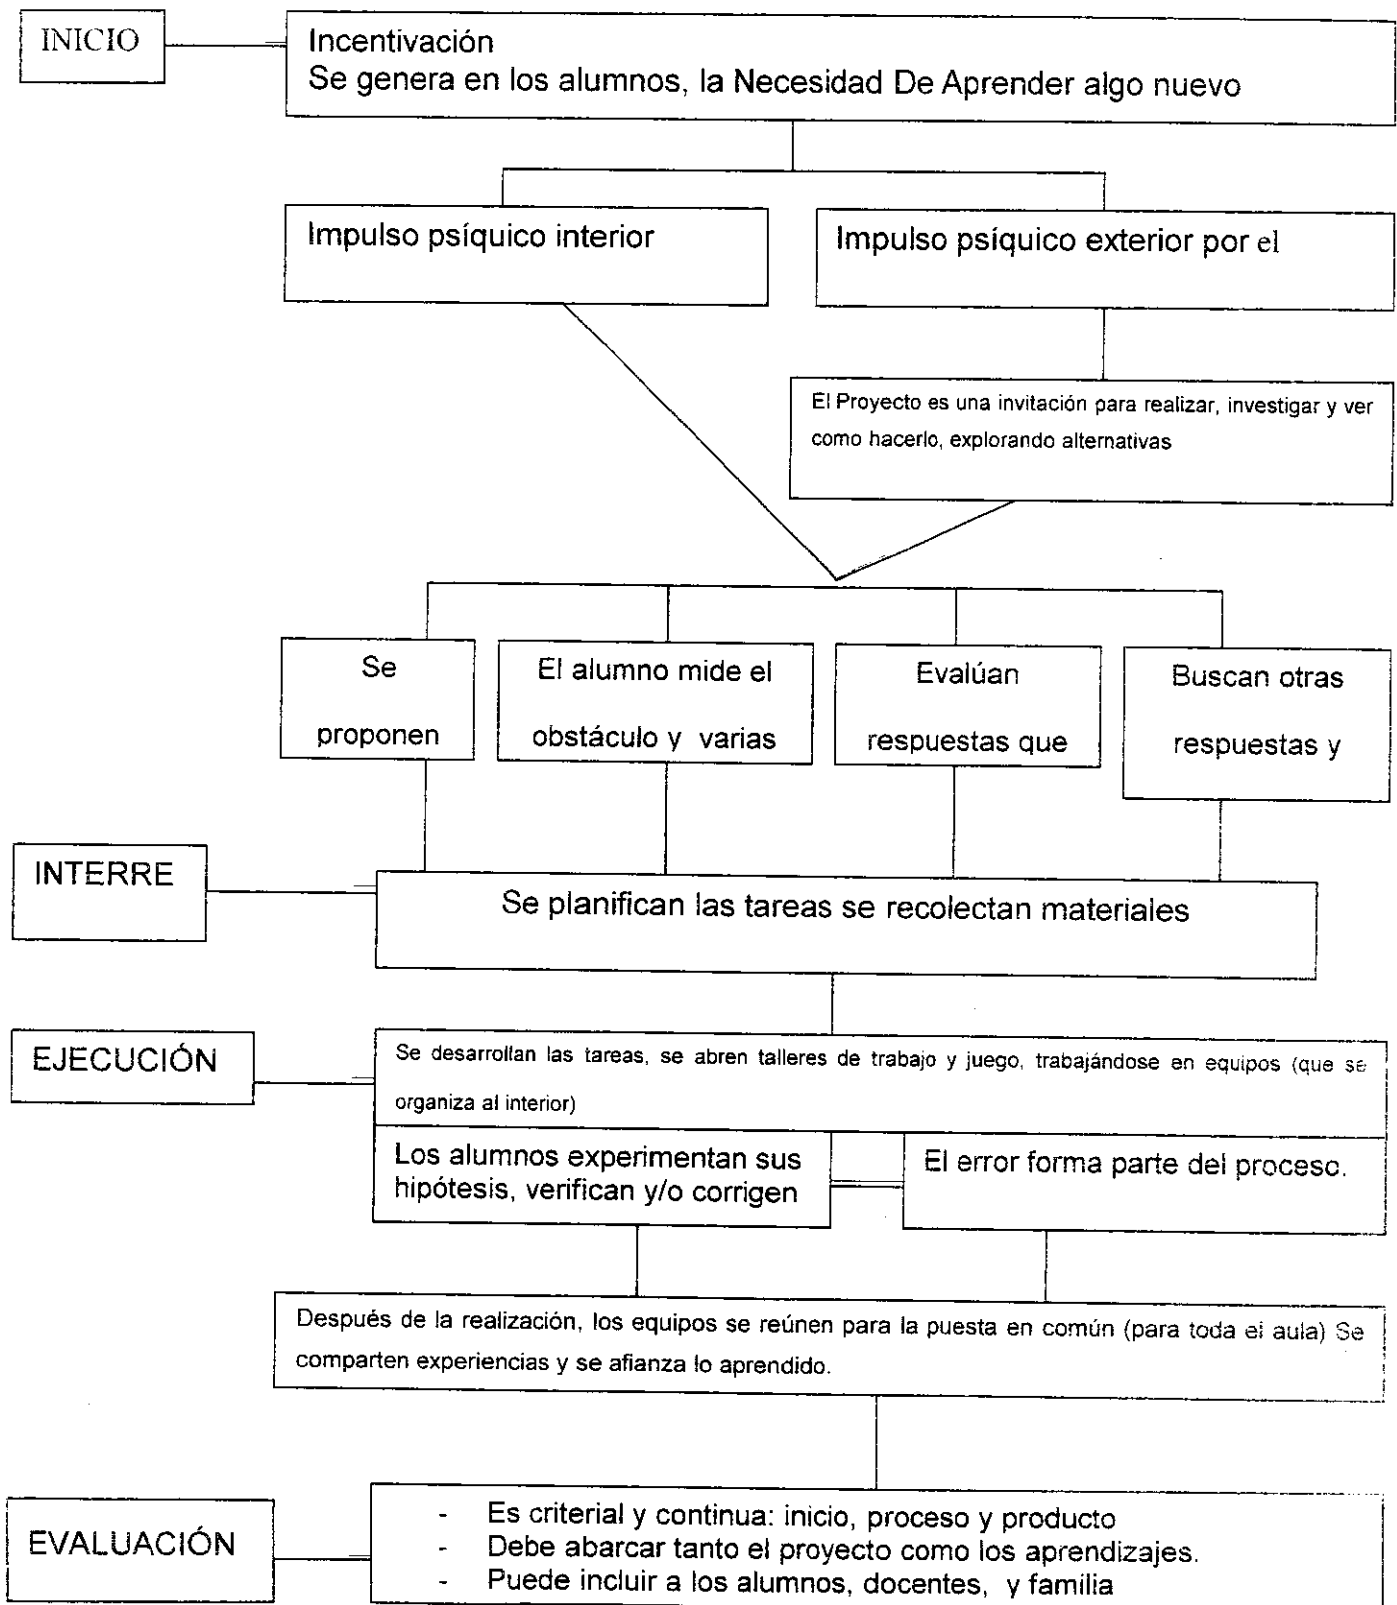 INICIO
Incentivación
Se genera en los alumnos, la Necesidad De Aprender algo nuevo
Impulso psíquico interior
Impulso psíquico exterior por el
El Proyecto es una invitación para realizar, investigar y ver
como hacerlo, explorando alternativas
Se
proponen
El alumno mide el
obstáculo y varias
Evalúan
respuestas que
Buscan otras
respuestas y
INTERRE
Se planifican las tareas se recolectan materiales
EJECUCIÓN
Se desarrollan las tareas, se abren talleres de trabajo y juego, trabajándose en equipos (que se
organiza al interior)
Los alumnos experimentan sus
hipótesis, verifican y/o corrigen
El error forma parte del proceso.
Después de la realización, los equipos se reúnen para la puesta en común (para toda el aula) Se
comparten experiencias y se afianza lo aprendido.
EVALUACIÓN
- Es criterial y continua: inicio, proceso y producto
- Debe abarcar tanto el proyecto como los aprendizajes.
- Puede incluir a los alumnos, docentes, y familia